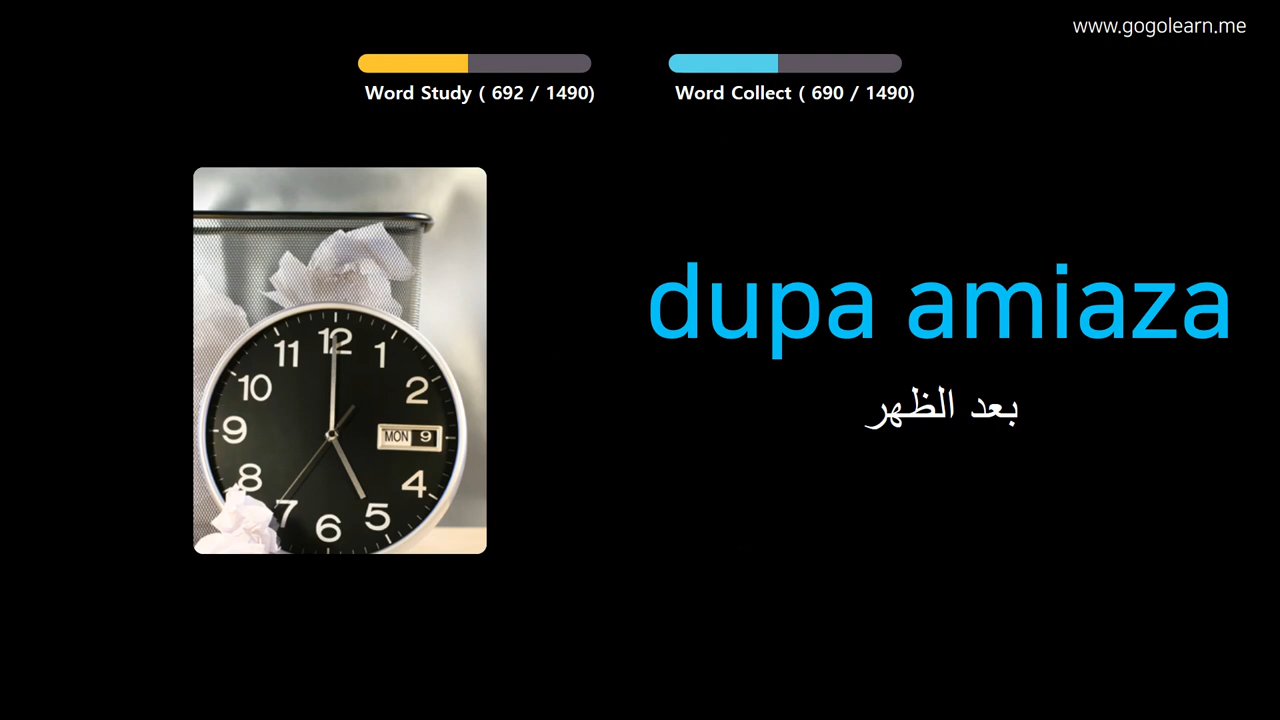 www.gogolearn.me
Word Study ( 692 / 1490)
Word Collect ( 690 / 1490)
dupa amiaza
بعد الظهر
12
11
1
10
2
9
MON 9
8
4
7
5
6